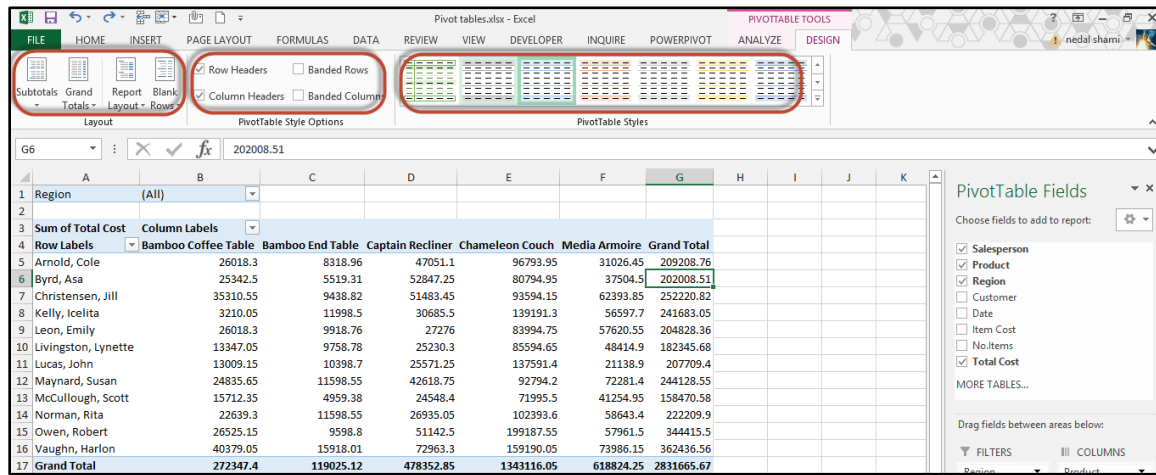 Pivot tables.xlsx - Excel
PIVOTTABLE TOOLS
?
FILE HOME INSERT PAGE LAYOUT FORMULAS DATA REVIEW VIEW DEVELOPER INQUIRE POWERPIVOT ANALYZE DESIGN nedal shami
Subtotals Grand Totals Report Layout Blank Rows
Row Headers Banded Rows
Column Headers Banded Columns
Layout PivotTable Style Options PivotTable Styles
G6 fx 202008.51
A B C D E F G H I J K
1 Region (All)
2
3 Sum of Total Cost Column Labels
4 Row Labels Bamboo Coffee Table Bamboo End Table Captain Recliner Chameleon Couch Media Armoire Grand Total
5 Arnold, Cole 26018.3 8318.96 47051.1 96793.95 31026.45 209208.76
6 Byrd, Asa 25342.5 5519.31 52847.25 80794.95 37504.5 202008.51
7 Christensen, Jill 35310.55 9438.82 51483.45 93594.15 62393.85 252220.82
8 Kelly, Icelita 3210.05 11998.5 30685.5 139191.3 56597.7 241683.05
9 Leon, Emily 26018.3 9918.76 27276 83994.75 57620.55 204828.36
10 Livingston, Lynette 13347.05 9758.78 25230.3 85594.65 48414.9 182345.68
11 Lucas, John 13009.15 10398.7 25571.25 137591.4 21138.9 207709.4
12 Maynard, Susan 24835.65 11598.55 42618.75 92794.2 72281.4 244128.55
13 McCullough, Scott 15712.35 4959.38 24548.4 71995.5 41254.95 158470.58
14 Norman, Rita 22639.3 11598.55 26935.05 102393.6 58643.4 222209.9
15 Owen, Robert 26525.15 9598.8 51142.5 199187.55 57961.5 344415.5
16 Vaughn, Harlon 40379.05 15918.01 72963.3 159190.05 73986.15 362436.56
17 Grand Total 272347.4 119025.12 478352.85 1343116.05 618824.25 2831665.67
PivotTable Fields
Choose fields to add to report:
Salesperson
Product
Region
Customer
Date
Item Cost
No.Items
Total Cost
MORE TABLES...
Drag fields between areas below:
FILTERS COLUMNS
Region Product